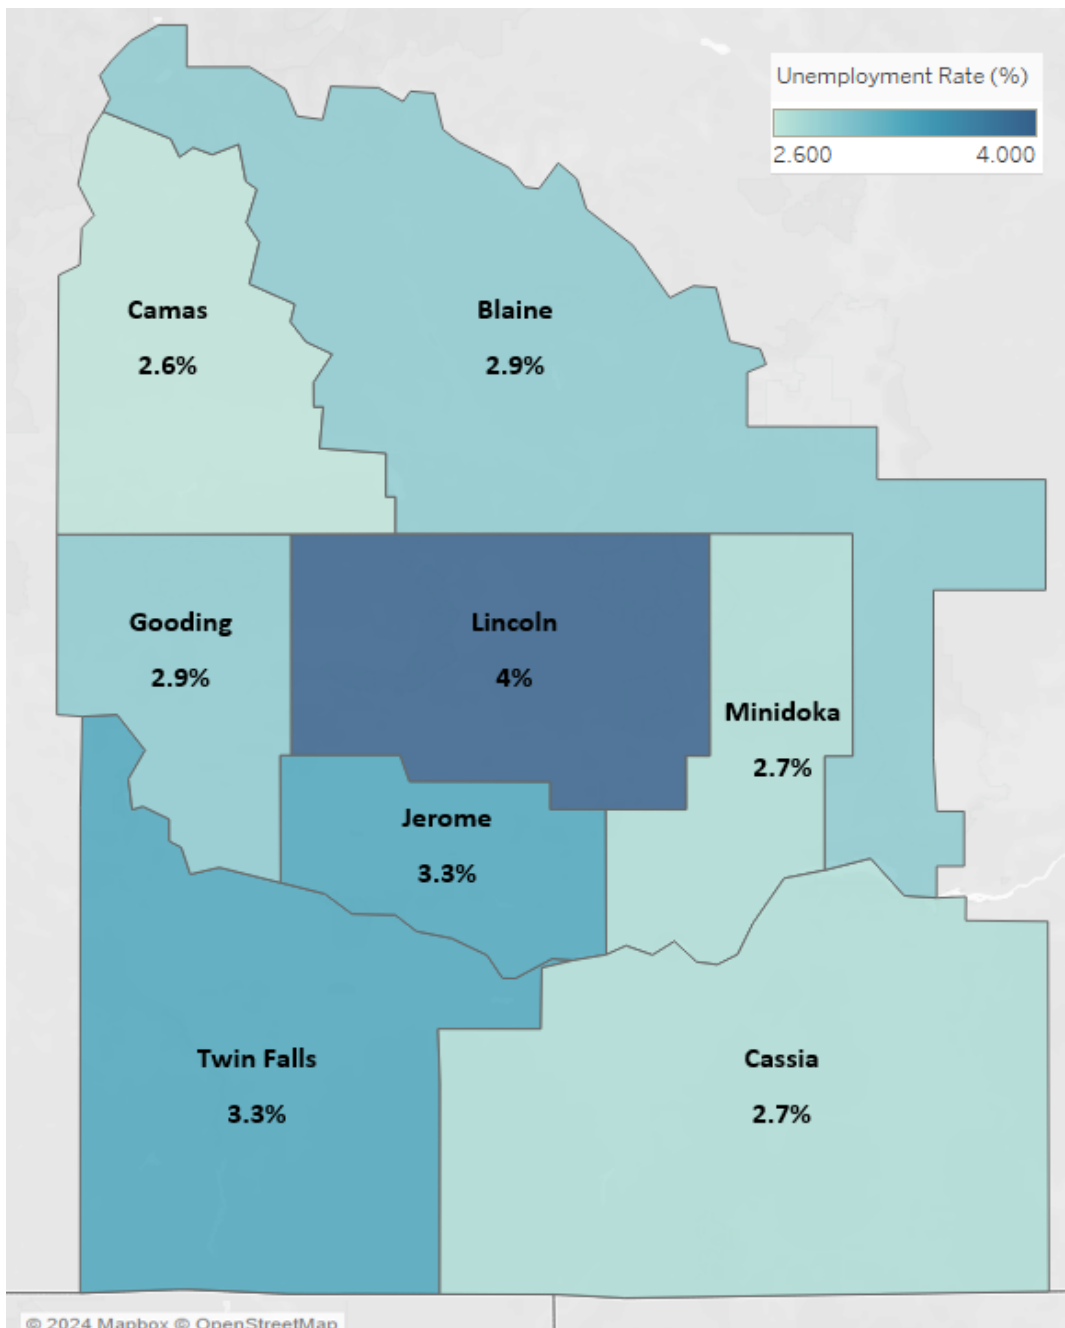 Unemployment Rate (%)
2.600 4.000
Camas
2.6%
Blaine
2.9%
Gooding
2.9%
Lincoln
4%
Minidoka
2.7%
Jerome
3.3%
Twin Falls
3.3%
Cassia
2.7%
© 2024 Mapbox © OpenStreetMap